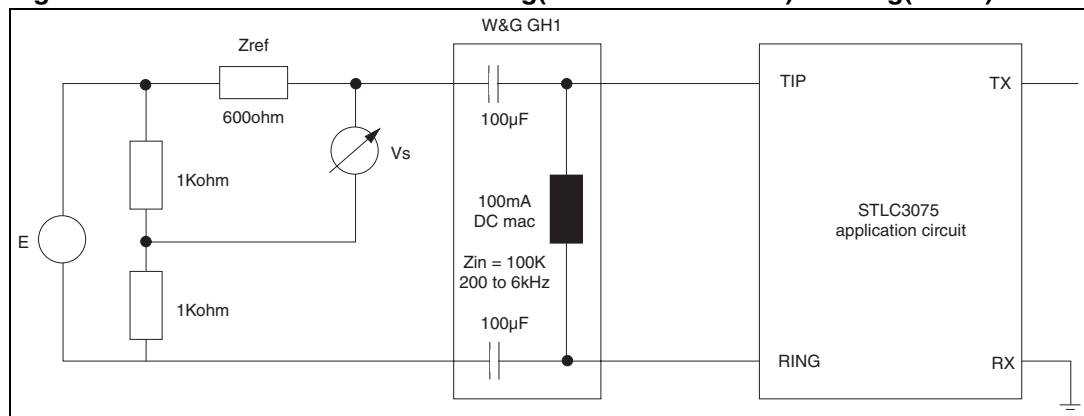 W&G GH1
Zref
TIP
TX
600ohm
100µF
Vs
1Kohm
100mA
DC mac
STLC3075
application circuit
E
Zin = 100K
200 to 6kHz
1Kohm
100µF
RING
RX